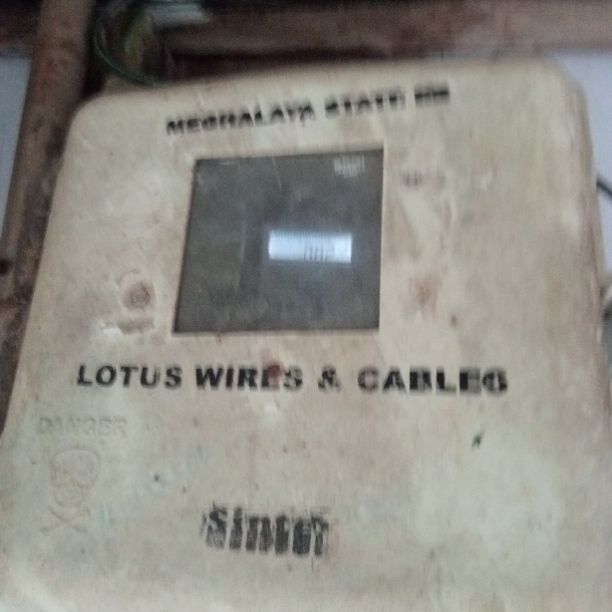 MEGHALAYA STATE
LOTUS WIRES & CABLES
DANGER
Sintex